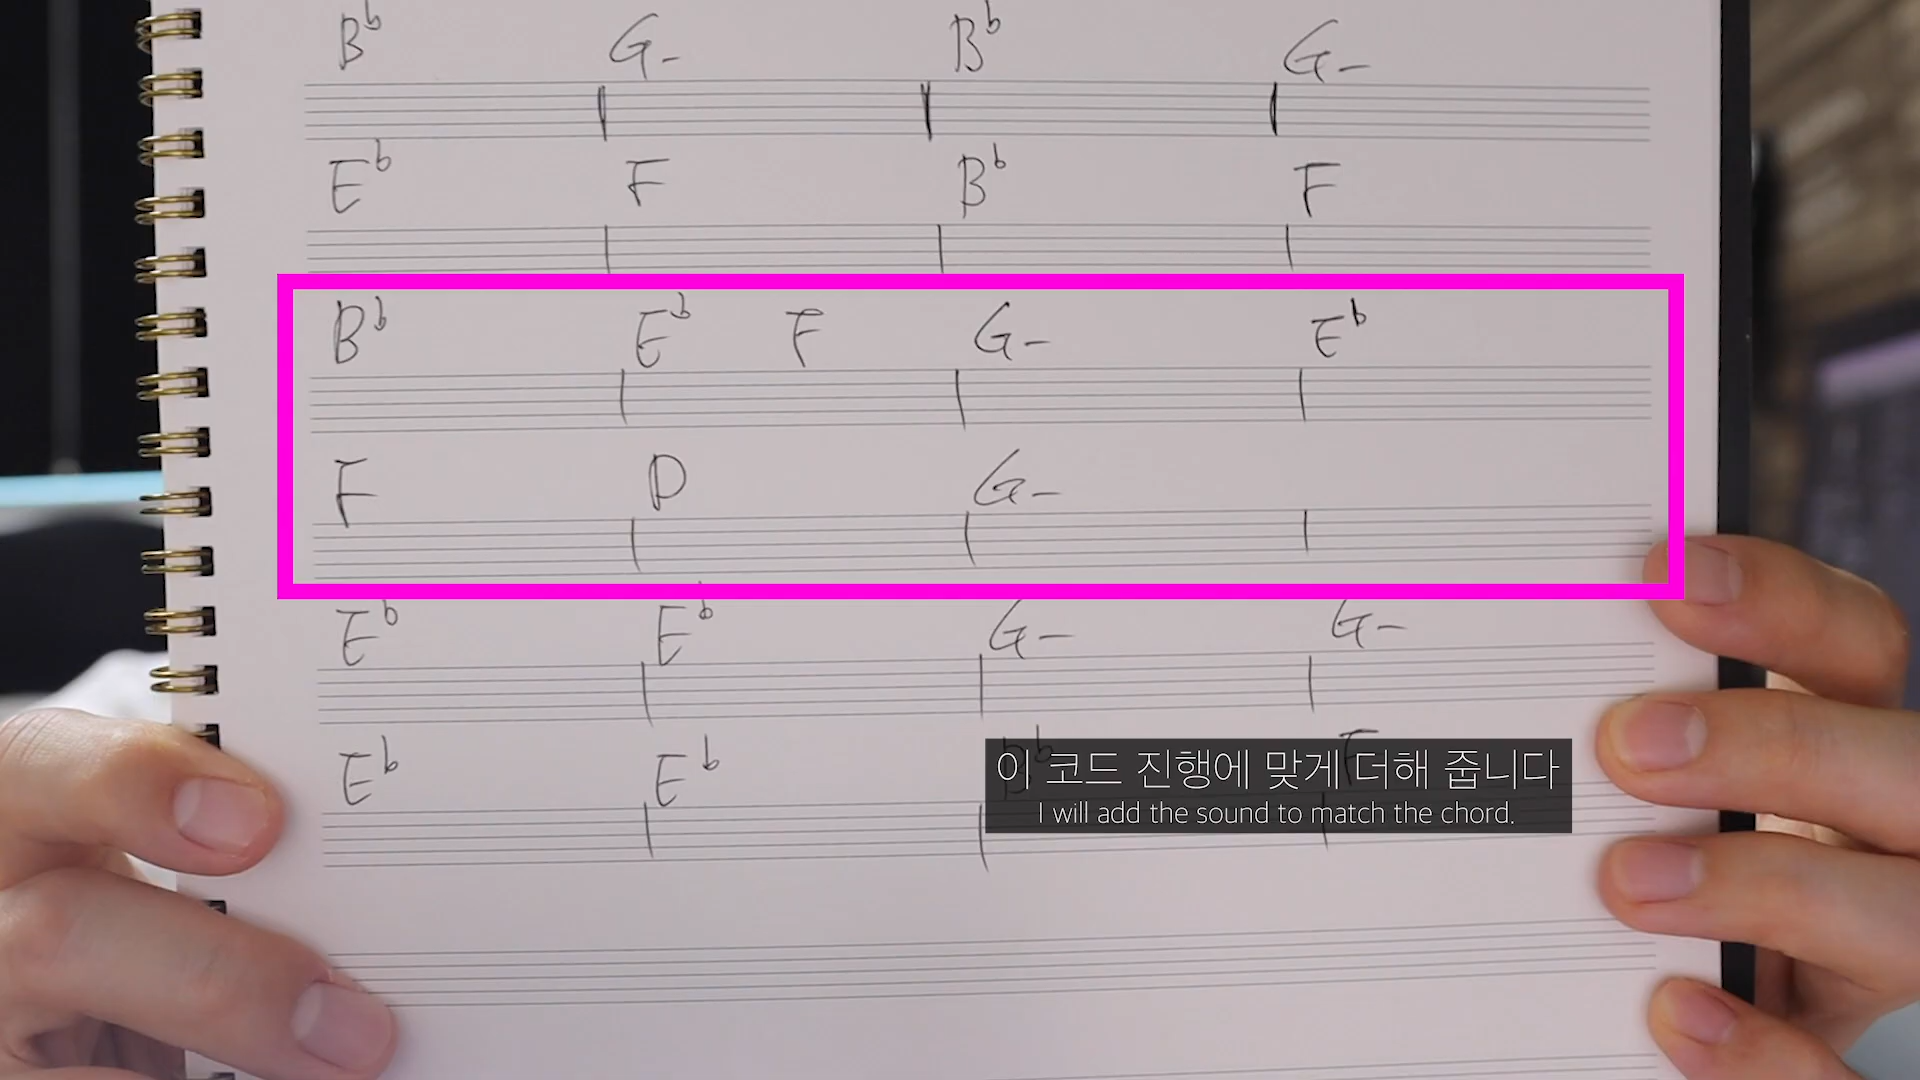 B♭ G- B♭ G-
E♭ F B♭ F
B♭ E♭ F G- E♭
F D G-
E♭ E♭ G- G-
E♭ E♭ B♭ F
이 코드 진행에 맞게 더해 줍니다
I will add the sound to match the chord.